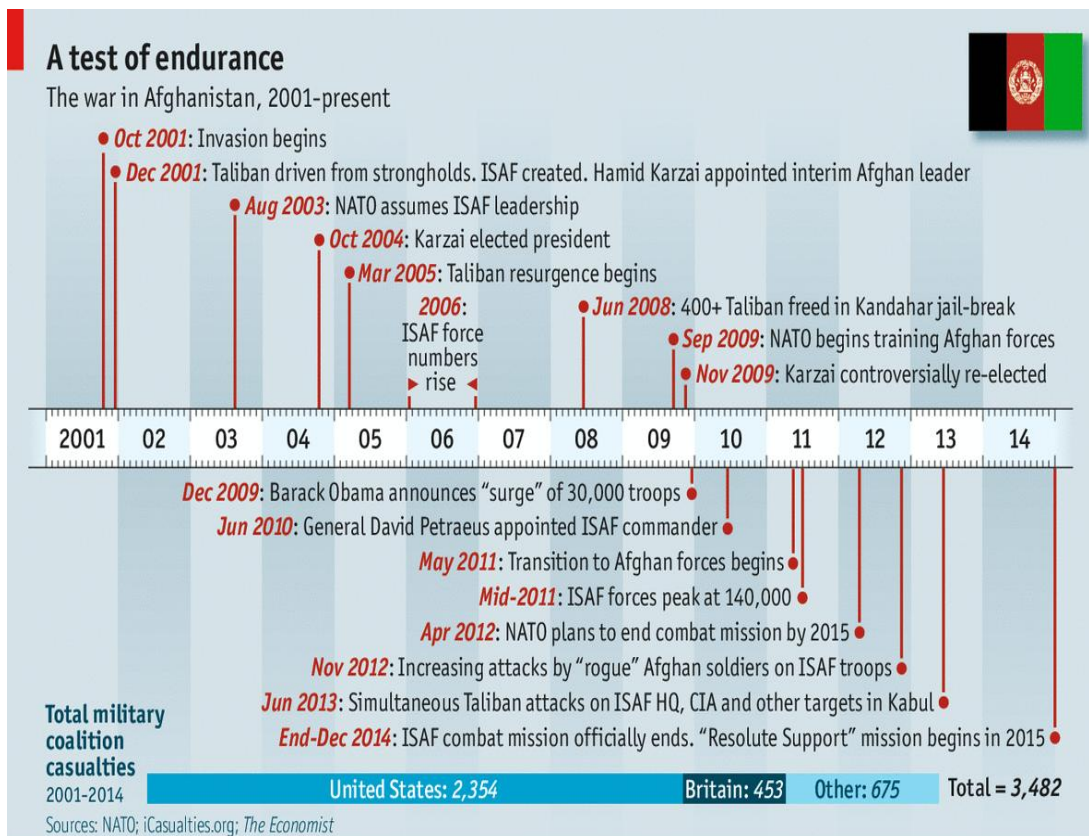 A test of endurance
The war in Afghanistan, 2001-present
Oct 2001: Invasion begins
Dec 2001: Taliban driven from strongholds. ISAF created. Hamid Karzai appointed interim Afghan leader
Aug 2003: NATO assumes ISAF leadership
Oct 2004: Karzai elected president
Mar 2005: Taliban resurgence begins
2006:
ISAF force
numbers
rise
Jun 2008: 400+ Taliban freed in Kandahar jail-break
Sep 2009: NATO begins training Afghan forces
Nov 2009: Karzai controversially re-elected
2001 02 03 04 05 06 07 08 09 10 11 12 13 14
Dec 2009: Barack Obama announces “surge” of 30,000 troops
Jun 2010: General David Petraeus appointed ISAF commander
May 2011: Transition to Afghan forces begins
Mid-2011: ISAF forces peak at 140,000
Apr 2012: NATO plans to end combat mission by 2015
Nov 2012: Increasing attacks by “rogue” Afghan soldiers on ISAF troops
Jun 2013: Simultaneous Taliban attacks on ISAF HQ, CIA and other targets in Kabul
End-Dec 2014: ISAF combat mission officially ends. “Resolute Support” mission begins in 2015
Total military
coalition
casualties
2001-2014
United States: 2,354 Britain: 453 Other: 675 Total = 3,482
Sources: NATO; iCasualties.org; The Economist